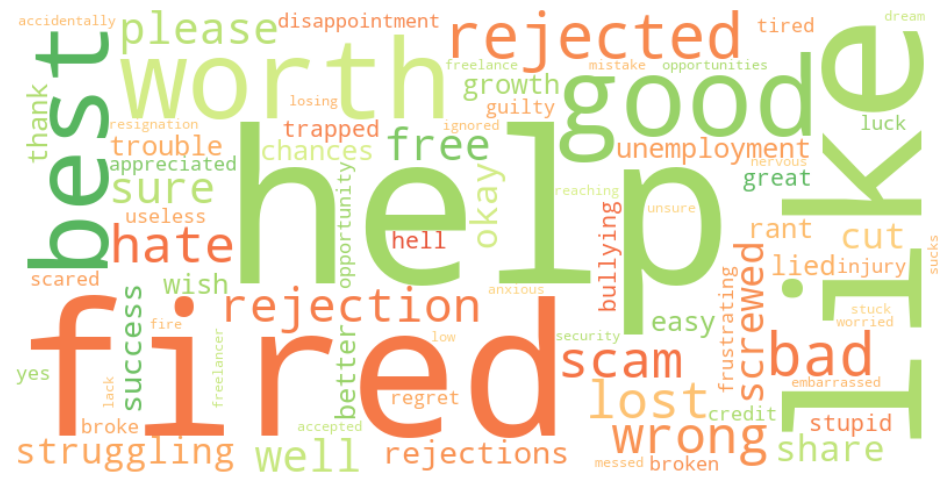 accidentally
please
disappointment
rejected
tired
dream
best
worth
freelance
mistake
opportunities
growth
good
like
thank
losing
guilty
luck
resignation
trapped
ignored
trouble
chances
free
unemployment
appreciated
nervous
great
sure
help
opportunity
okay
reaching
unsure
useless
hate
hell
bullying
rant
cut
sucks
scared
wish
lied
injury
success
rejection
anxious
screwed
frustrating
stuck
worried
easy
fired
fire
freelancer
better
low
security
yes
lack
regret
scam
bad
embarrassed
lost
credit
broke
accepted
stupid
struggling
well
rejections
wrong
share
messed
broken